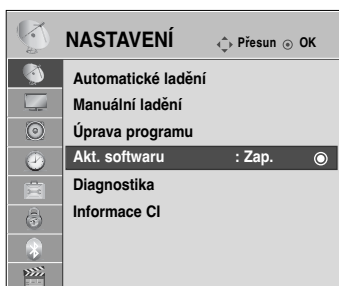 NASTAVENÍ Přesun OK
Automatické ladění
Manuální ladění
Úprava programu
Akt. softwaru : Zap.
Diagnostika
Informace CI